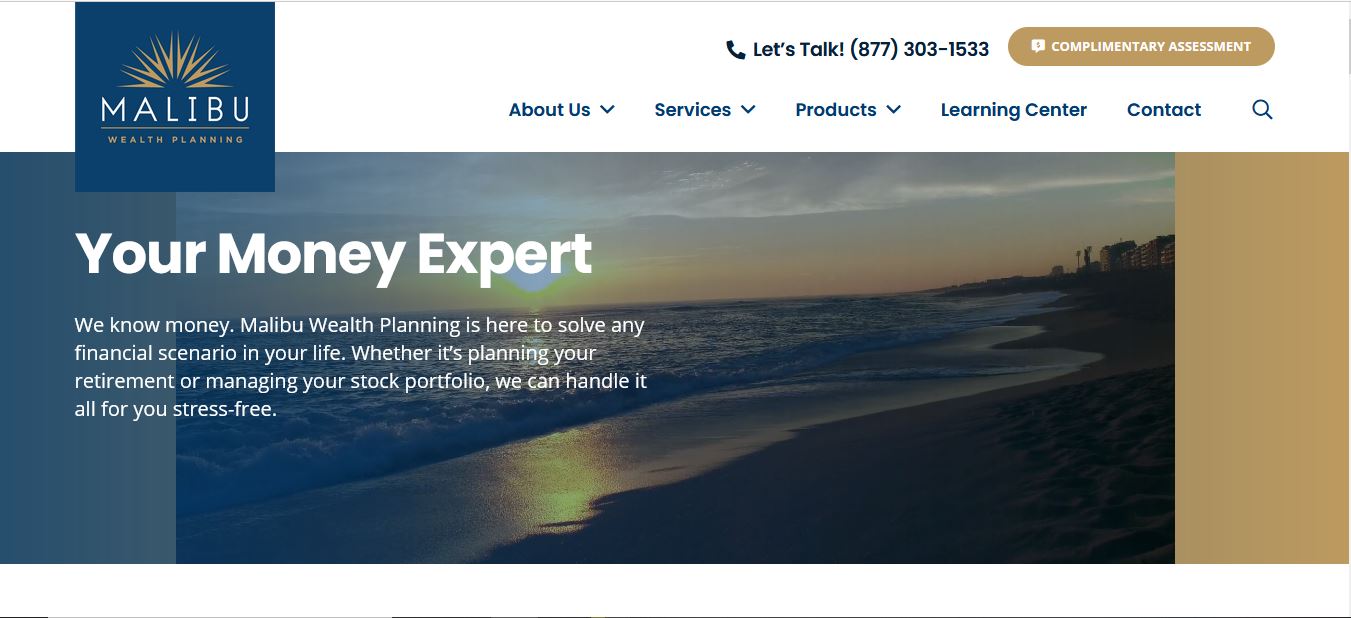 MALIBU
WEALTH PLANNING
Let’s Talk! (877) 303-1533
COMPLIMENTARY ASSESSMENT
About Us
Services
Products
Learning Center
Contact
Your Money Expert
We know money. Malibu Wealth Planning is here to solve any
financial scenario in your life. Whether it’s planning your
retirement or managing your stock portfolio, we can handle it
all for you stress-free.